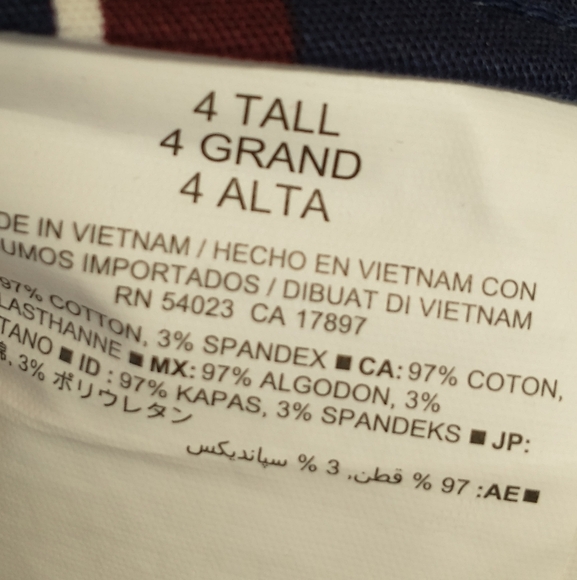 4 TALL
4 GRAND
4 ALTA
DE IN VIETNAM / HECHO EN VIETNAM CON
UMOS IMPORTADOS / DIBUAT DI VIETNAM
RN 54023 CA 17897
97% COTTON, 3% SPANDEX ■ CA: 97% COTON,
LASTHANNE ■ MX: 97% ALGODON, 3%
TANO ■ ID : 97% KAPAS, 3% SPANDEKS ■ JP:
綿, 3% ポリウレタン
■AE: 97 % قطن, 3 % سباندیکس